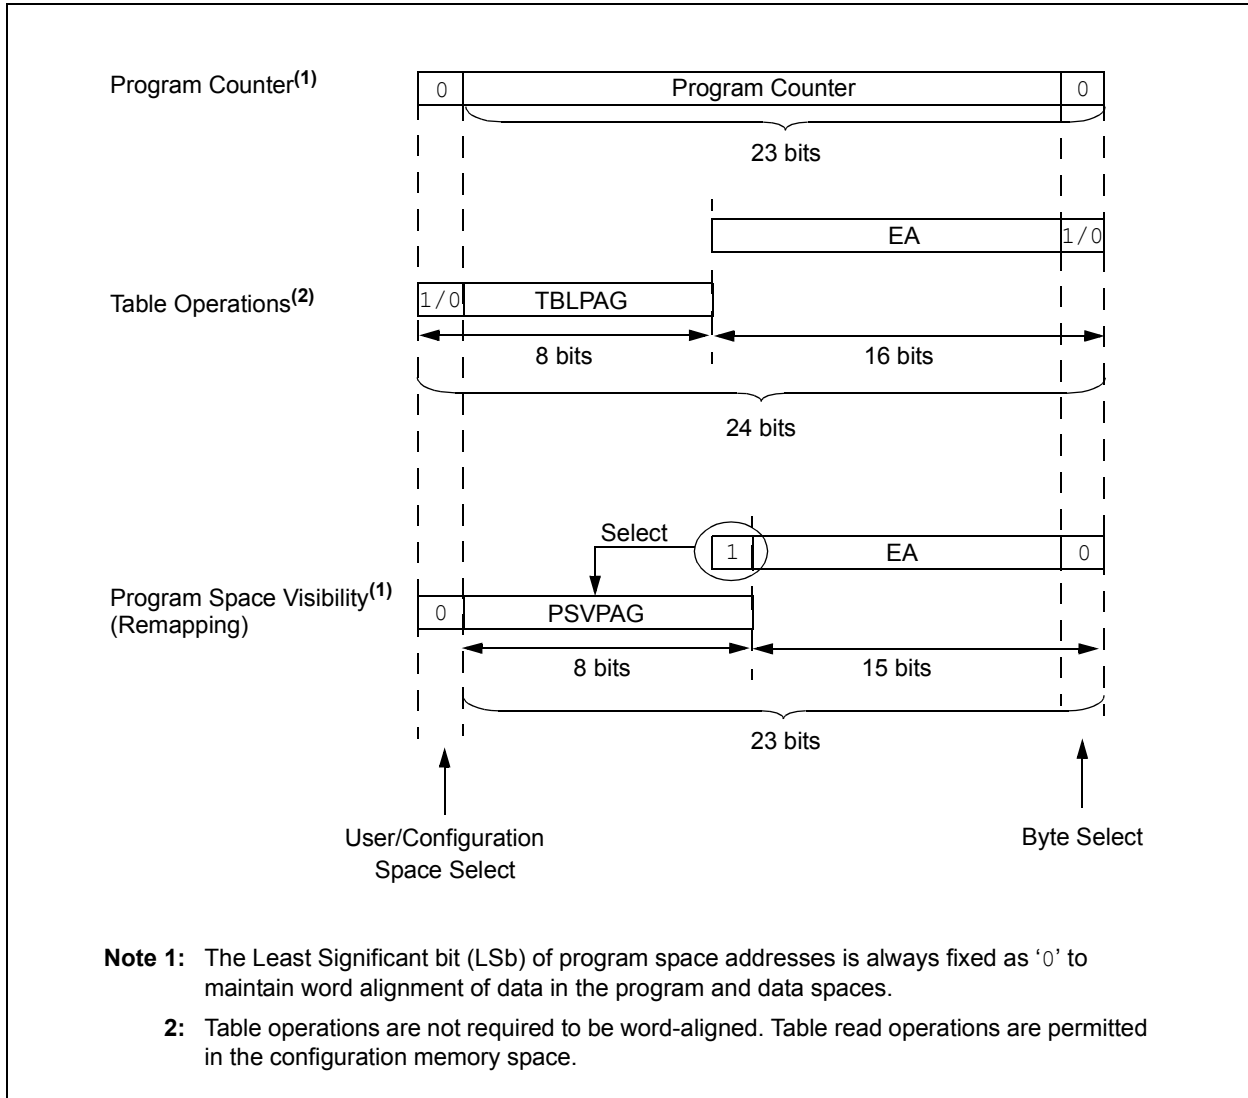 Program Counter(1)
0
Program Counter
0
23 bits
EA
1/0
Table Operations(2)
1/0
TBLPAG
8 bits
16 bits
24 bits
Select
1
EA
0
Program Space Visibility(1)
(Remapping)
0
PSVPAG
8 bits
15 bits
23 bits
User/Configuration
Space Select
Byte Select
Note 1: The Least Significant bit (LSb) of program space addresses is always fixed as ‘0’ to
maintain word alignment of data in the program and data spaces.
2: Table operations are not required to be word-aligned. Table read operations are permitted
in the configuration memory space.